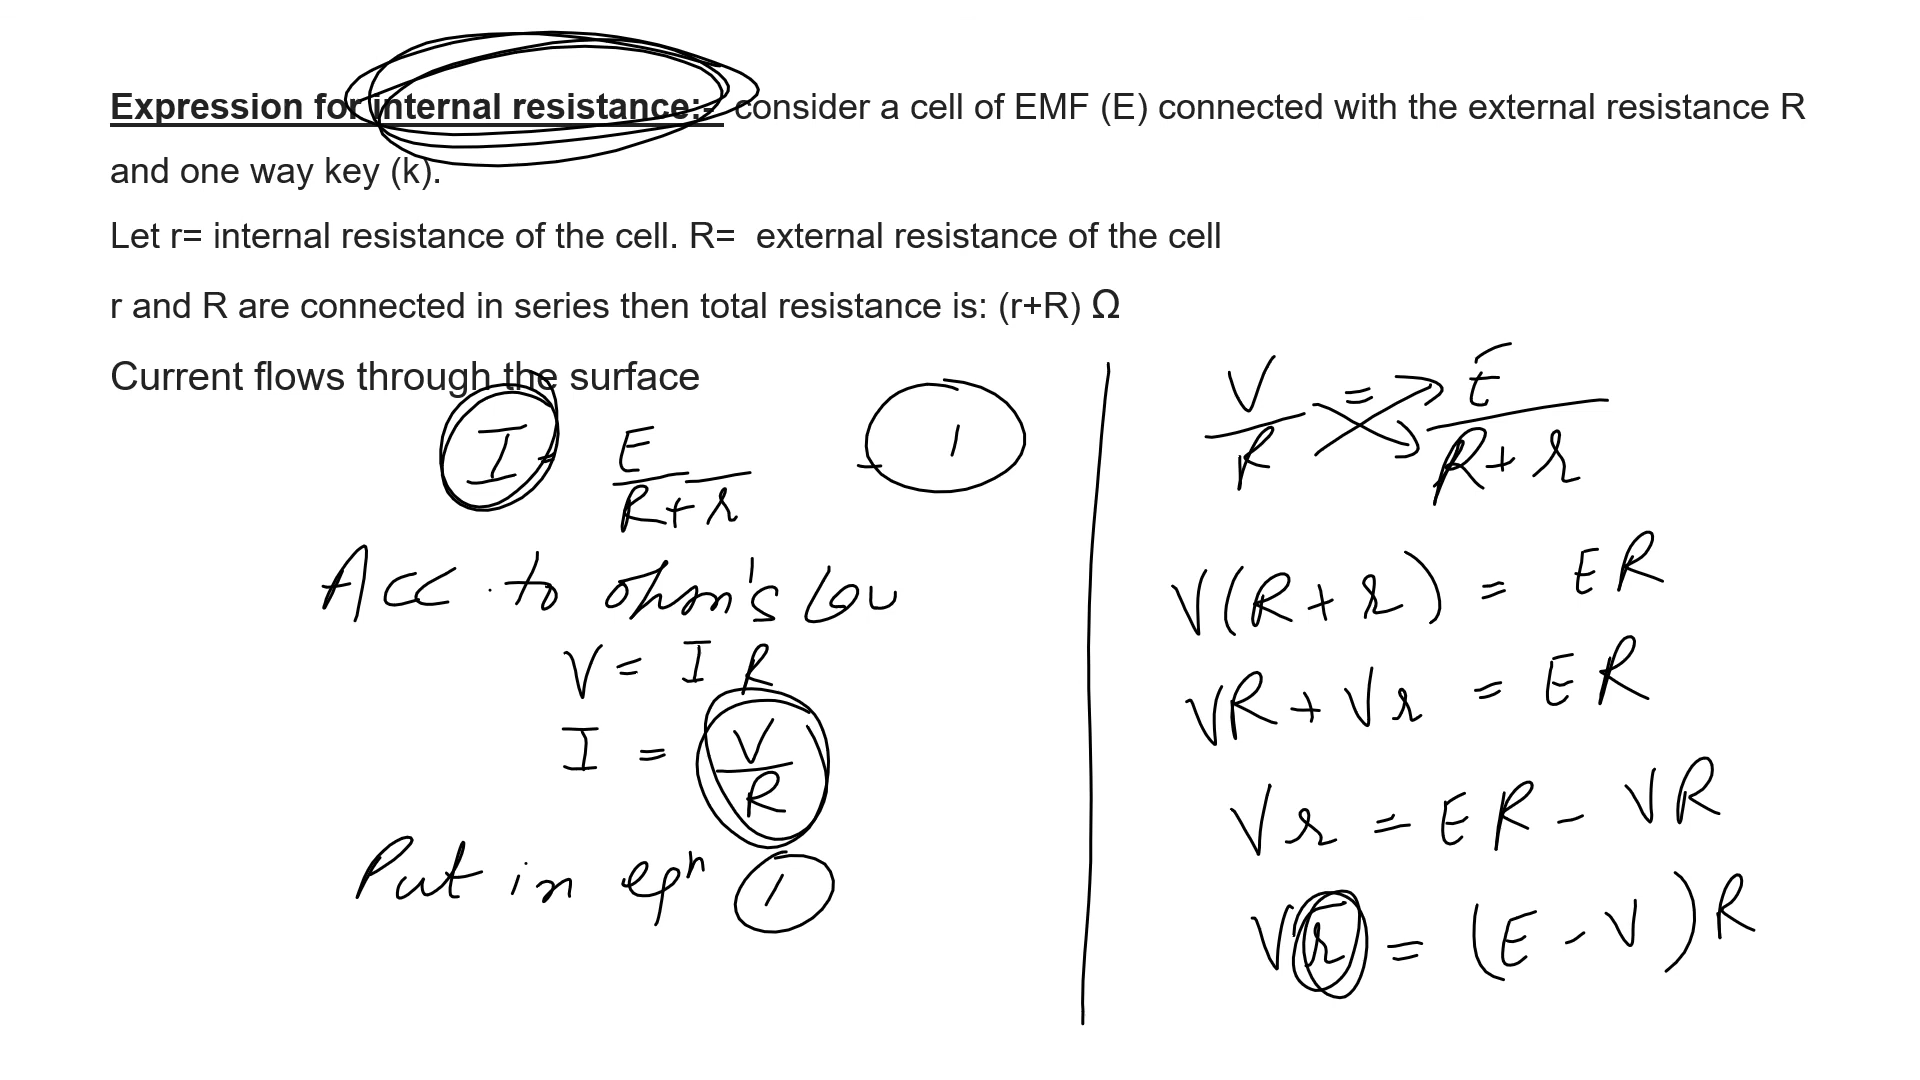 Expression for internal resistance:- consider a cell of EMF (E) connected with the external resistance R
and one way key (k).
Let r= internal resistance of the cell. R=  external resistance of the cell
r and R are connected in series then total resistance is: (r+R) Ω
Current flows through the surface
I = E / R+r — 1
Acc. to ohm's law
V = I R
I = V / R
Put in eqn 1
V / R = E / R+r
V(R+r) = ER
VR + Vr = ER
Vr = ER - VR
Vr = (E - V)R